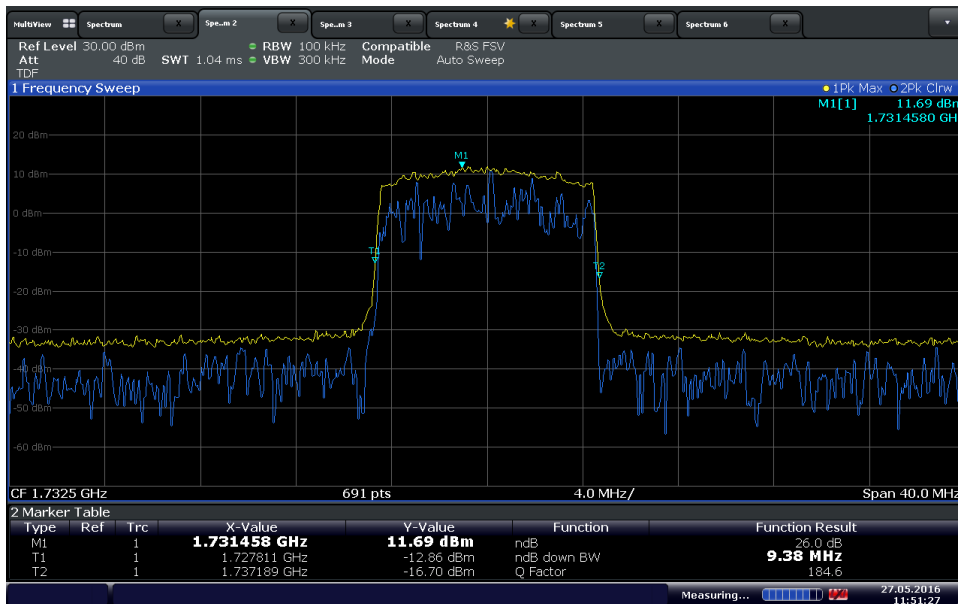 MultiView Spectrum X Spe...m 2 X Spe...n 3 X Spectrum 4 X Spectrum 5 X Spectrum 6 X
Ref Level 30.00 dBm RBW 100 kHz Compatible R&S FSV
Att 40 dB SWT 1.04 ms VBW 300 kHz Mode Auto Sweep
TDF
1 Frequency Sweep 1Pk Max 2Pk Clrw
M1[1] 11.69 dBm
1.7314580 GH
20 dBm
M1
10 dBm
0 dBm
-10 dBm
T1
T2
-20 dBm
-30 dBm
-40 dBm
-50 dBm
-60 dBm
CF 1.7325 GHz 691 pts 4.0 MHz/ Span 40.0 MHz
2 Marker Table
Type Ref Trc X-Value Y-Value Function Function Result
M1 1 1.731458 GHz 11.69 dBm ndB 26.0 dB
T1 1 1.727811 GHz -12.86 dBm ndB down BW 9.38 MHz
T2 1 1.737189 GHz -16.70 dBm Q Factor 184.6
Measuring... 27.05.2016
11:51:27